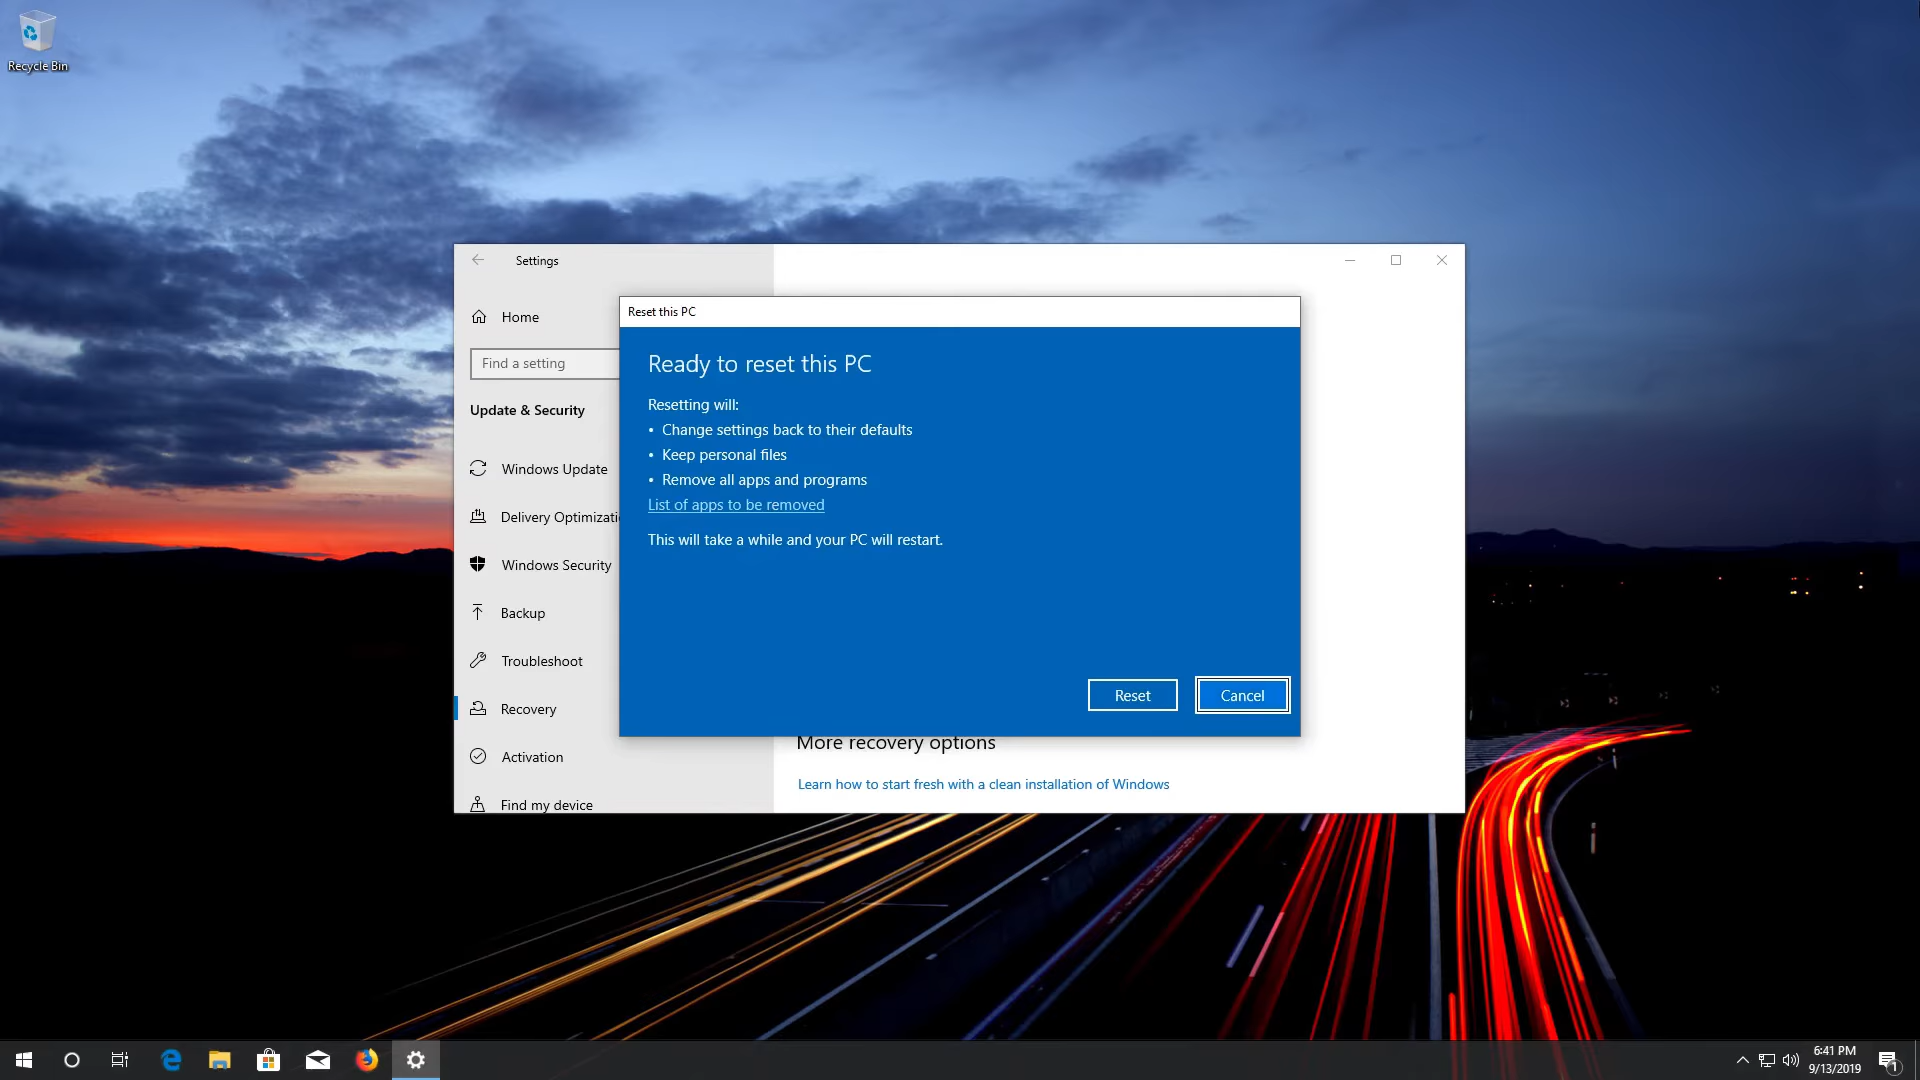 Recycle Bin
Settings
Home
Find a setting
Update & Security
Windows Update
Delivery Optimizati
Windows Security
Backup
Troubleshoot
Recovery
Activation
Find my device
Reset this PC
Ready to reset this PC
Resetting will:
• Change settings back to their defaults
• Keep personal files
• Remove all apps and programs
List of apps to be removed
This will take a while and your PC will restart.
Reset
Cancel
More recovery options
Learn how to start fresh with a clean installation of Windows
6:41 PM
9/13/2019
1